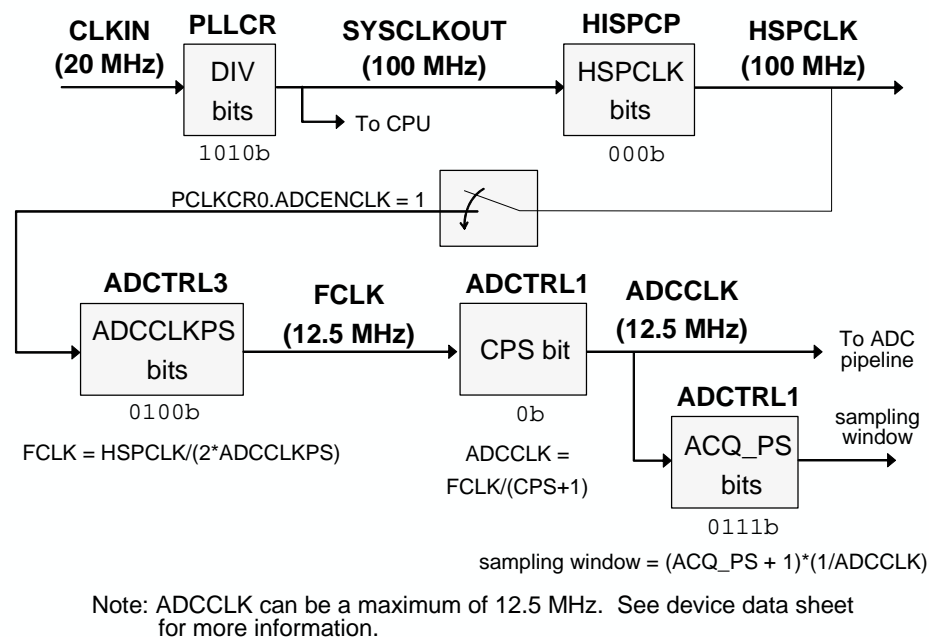 CLKIN
(20 MHz)
PLLCR
DIV
bits
1010b
SYSCLKOUT
(100 MHz)
To CPU
HISPCP
HSPCLK
bits
000b
HSPCLK
(100 MHz)
PCLKCR0.ADCENCLK = 1
ADCTRL3
ADCCLKPS
bits
0100b
FCLK = HSPCLK/(2*ADCCLKPS)
FCLK
(12.5 MHz)
ADCTRL1
CPS bit
0b
ADCCLK =
FCLK/(CPS+1)
ADCCLK
(12.5 MHz)
To ADC
pipeline
ADCTRL1
ACQ_PS
bits
0111b
sampling
window
sampling window = (ACQ_PS + 1)*(1/ADCCLK)
Note: ADCCLK can be a maximum of 12.5 MHz. See device data sheet
for more information.